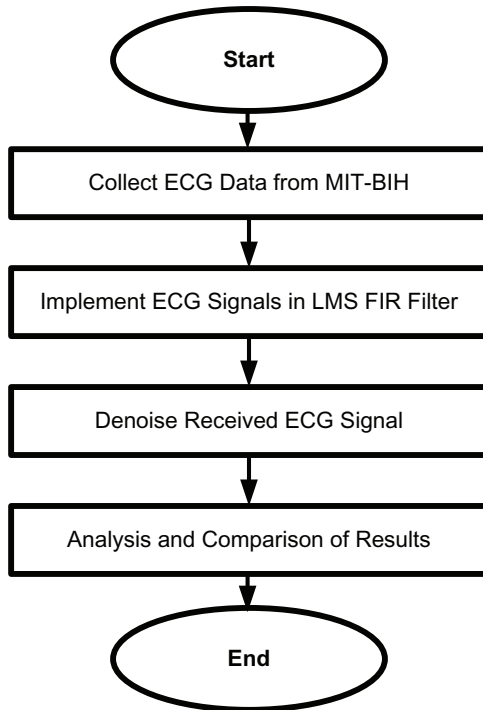 Start
Collect ECG Data from MIT-BIH
Implement ECG Signals in LMS FIR Filter
Denoise Received ECG Signal
Analysis and Comparison of Results
End